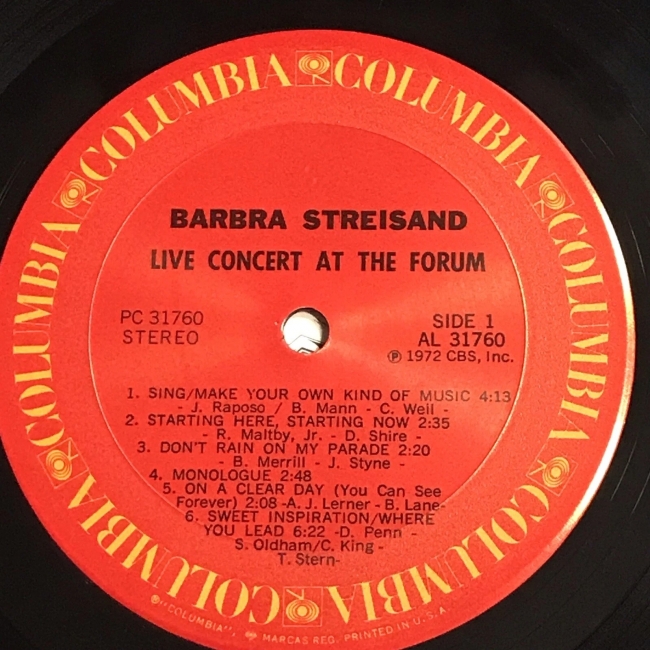 COLUMBIA COLUMBIA COLUMBIA COLUMBIA COLUMBIA COLUMBIA
BARBRA STREISAND
LIVE CONCERT AT THE FORUM
PC 31760
STEREO
SIDE 1
AL 31760
Ⓟ 1972 CBS, Inc.
1. SING/MAKE YOUR OWN KIND OF MUSIC 4:13
- J. Raposo / B. Mann - C. Weil -
2. STARTING HERE, STARTING NOW 2:35
- R. Maltby, Jr. - D. Shire -
3. DON'T RAIN ON MY PARADE 2:20
- B. Merrill - J. Styne -
4. MONOLOGUE 2:48
5. ON A CLEAR DAY (You Can See
Forever) 2:08 -A. J. Lerner - B. Lane-
6. SWEET INSPIRATION/WHERE
YOU LEAD 6:22 -D. Penn -
S. Oldham/C. King -
T. Stern-
® "COLUMBIA", MARCAS REG. PRINTED IN U.S.A.